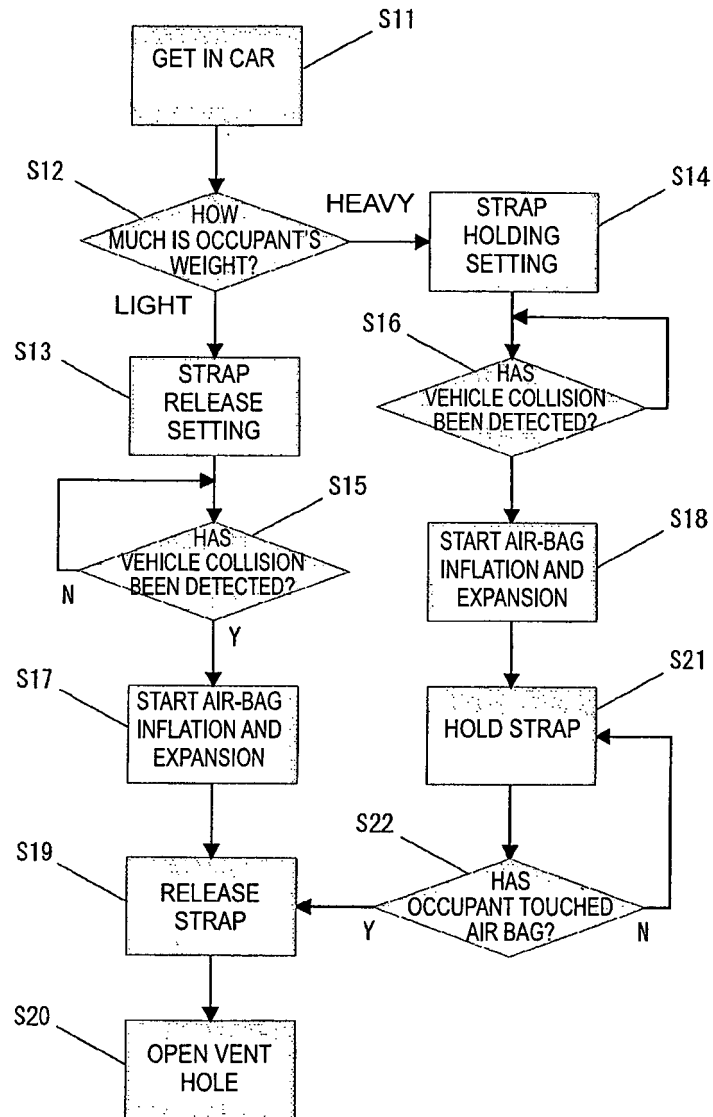 S11
GET IN CAR
S12
HOW
MUCH IS OCCUPANT'S
WEIGHT?
HEAVY
S14
STRAP
HOLDING
SETTING
LIGHT
S13
STRAP
RELEASE
SETTING
S16
HAS
VEHICLE COLLISION
BEEN DETECTED?
S15
HAS
VEHICLE COLLISION
BEEN DETECTED?
N
Y
S18
START AIR-BAG
INFLATION AND
EXPANSION
S17
START AIR-BAG
INFLATION AND
EXPANSION
S21
HOLD STRAP
S22
HAS
OCCUPANT TOUCHED
AIR BAG?
Y
N
S19
RELEASE
STRAP
S20
OPEN VENT
HOLE